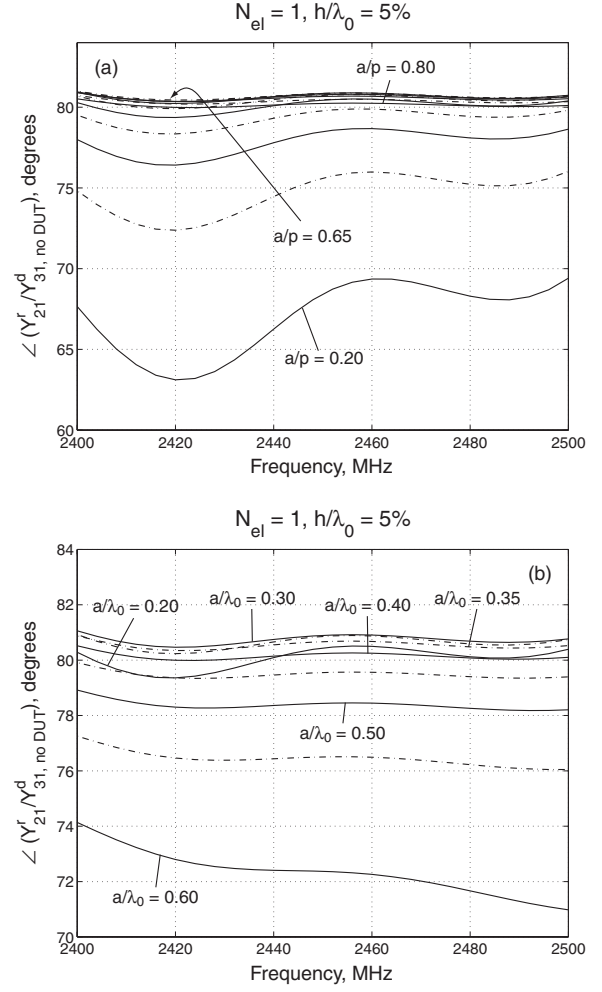 N_el = 1, h/λ_0 = 5%
(a)
a/p = 0.80
80
75
a/p = 0.65
70
65
a/p = 0.20
60
2400 2420 2440 2460 2480 2500
Frequency, MHz
∠ (Y^r_21/Y^d_31, no DUT), degrees
N_el = 1, h/λ_0 = 5%
84
(b)
82
a/λ_0 = 0.20
a/λ_0 = 0.30
a/λ_0 = 0.40
a/λ_0 = 0.35
80
78
a/λ_0 = 0.50
76
74
72
a/λ_0 = 0.60
70
2400 2420 2440 2460 2480 2500
Frequency, MHz
∠ (Y^r_21/Y^d_31, no DUT), degrees